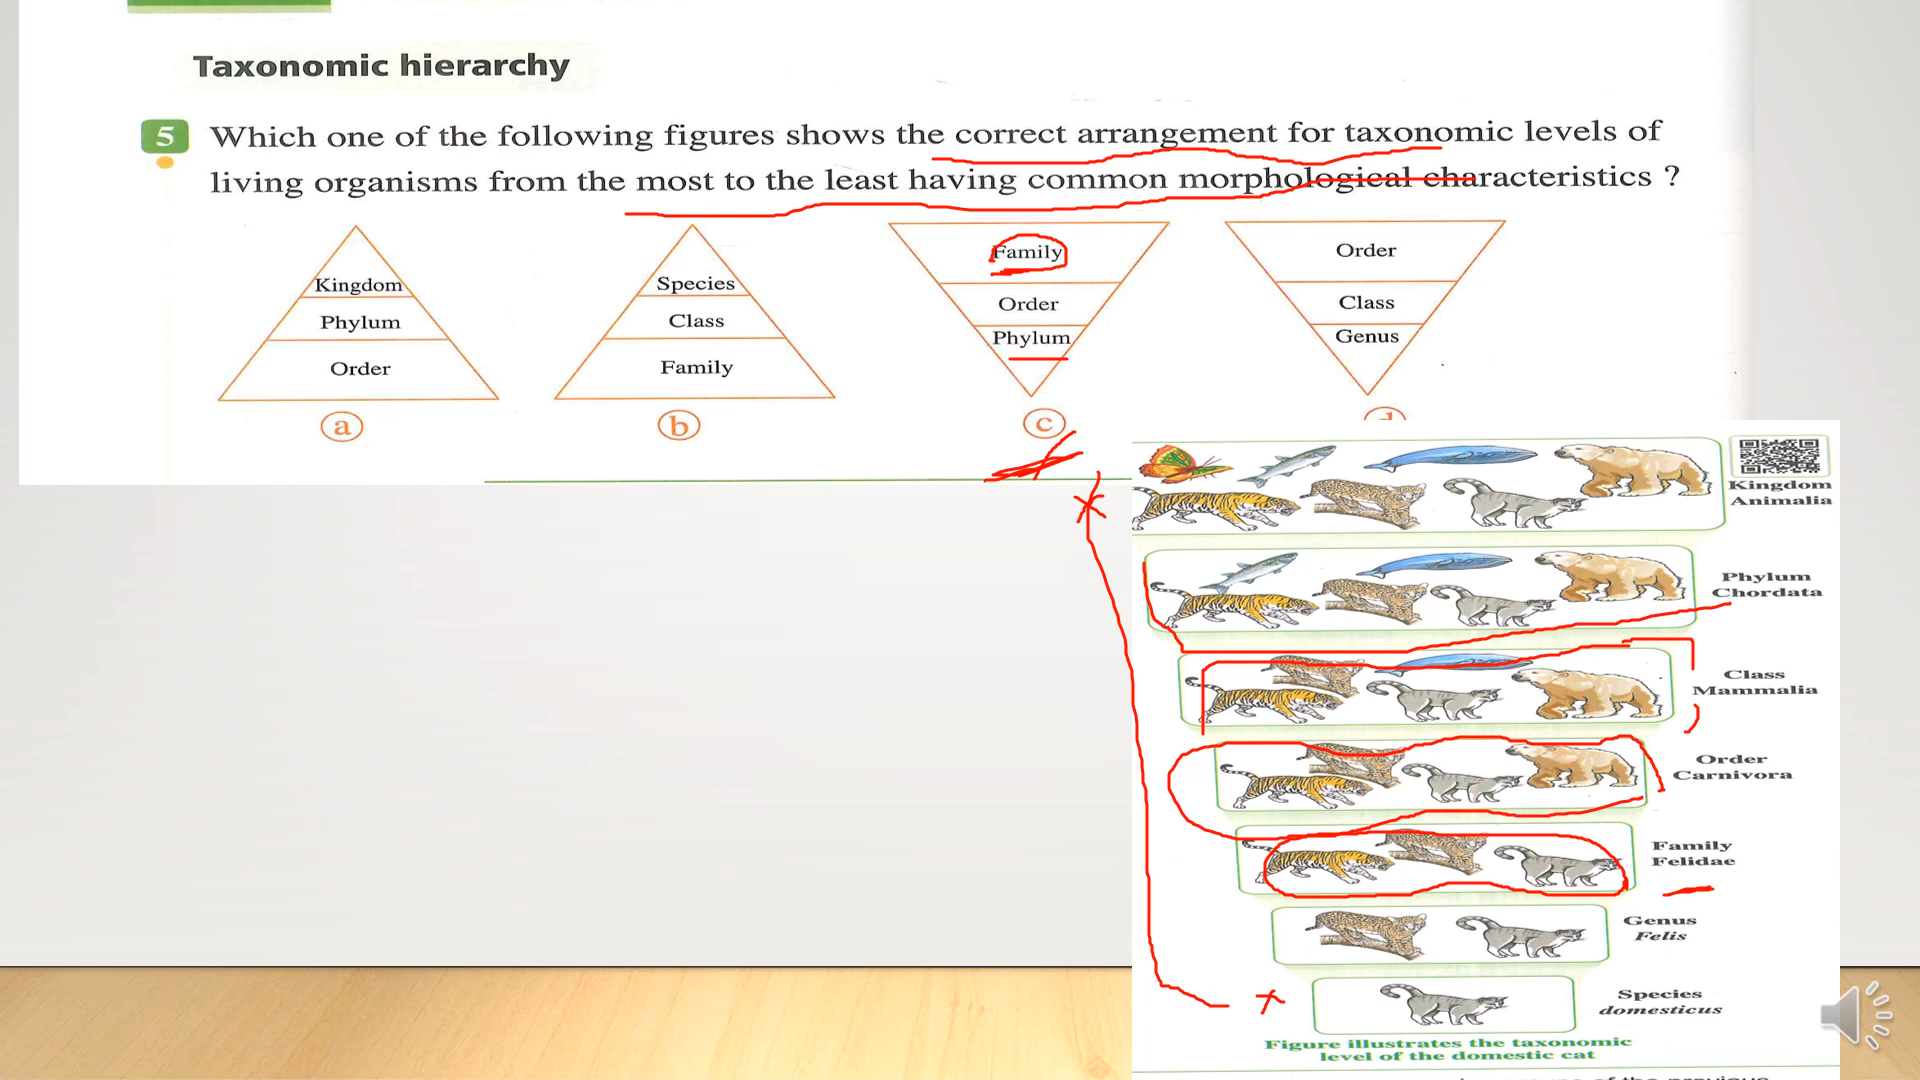 Taxonomic hierarchy
5 Which one of the following figures shows the correct arrangement for taxonomic levels of
living organisms from the most to the least having common morphological characteristics ?
Kingdom
Phylum
Order
a
Species
Class
Family
b
Family
Order
Phylum
c
Order
Class
Genus
Kingdom
Animalia
Phylum
Chordata
Class
Mammalia
Order
Carnivora
Family
Felidae
Genus
Felis
Species
domesticus
Figure illustrates the taxonomic
level of the domestic cat